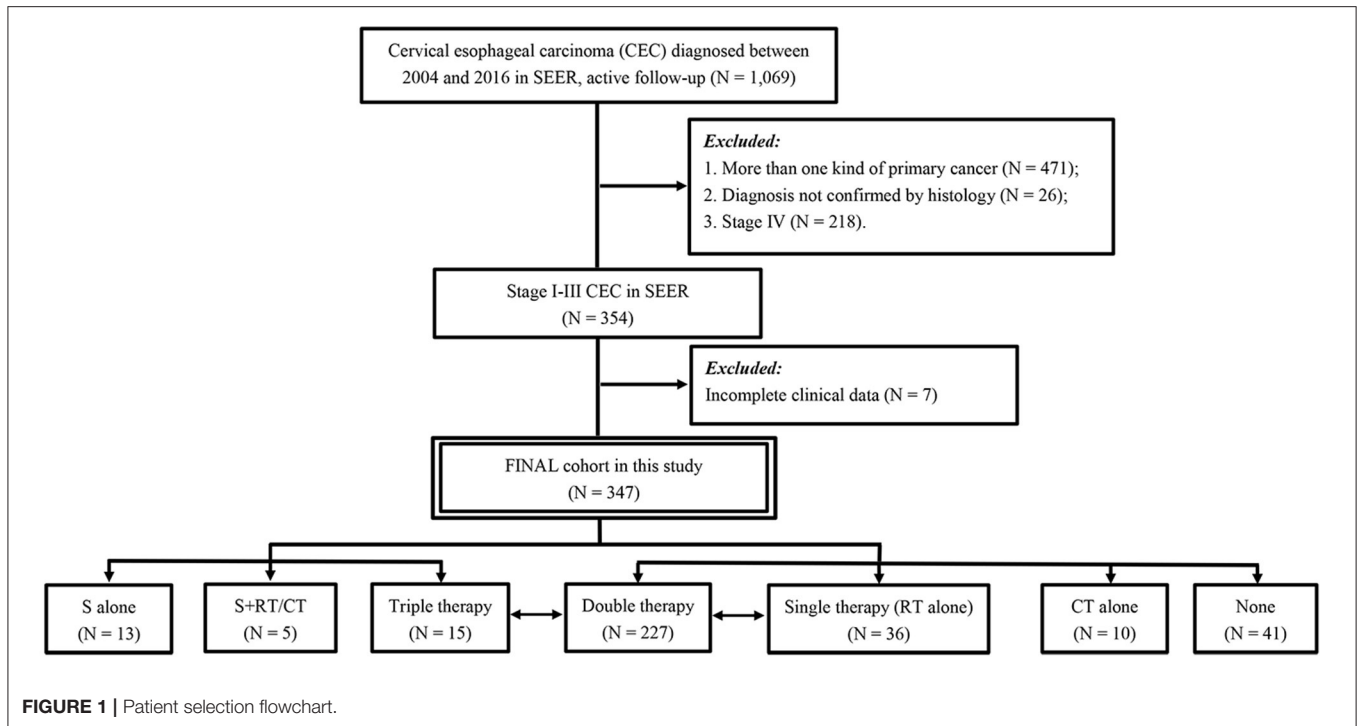 Cervical esophageal carcinoma (CEC) diagnosed between
2004 and 2016 in SEER, active follow-up (N = 1,069)
Excluded:
1. More than one kind of primary cancer (N = 471);
2. Diagnosis not confirmed by histology (N = 26);
3. Stage IV (N = 218).
Stage I-III CEC in SEER
(N = 354)
Excluded:
Incomplete clinical data (N = 7)
FINAL cohort in this study
(N = 347)
S alone
(N = 13)
S+RT/CT
(N = 5)
Triple therapy
(N = 15)
Double therapy
(N = 227)
Single therapy (RT alone)
(N = 36)
CT alone
(N = 10)
None
(N = 41)
FIGURE 1 | Patient selection flowchart.